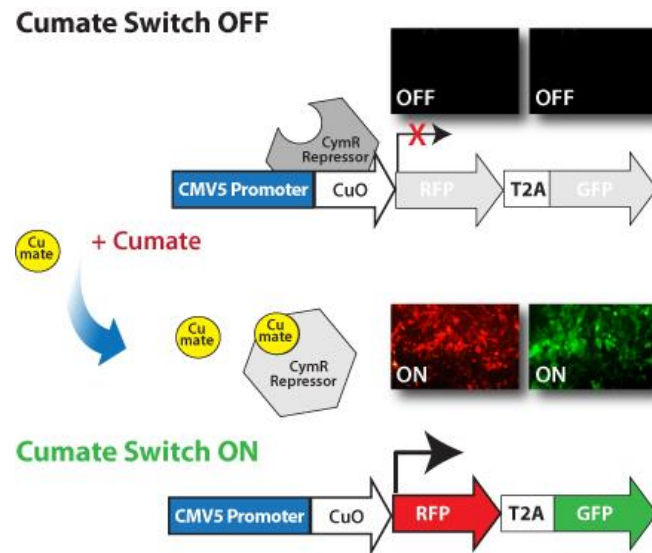 Cumate Switch OFF
OFF
OFF
X
CymR
Repressor
CMV5 Promoter
CuO
RFP
T2A
GFP
Cu
mate
+ Cumate
Cu
mate
Cu
mate
CymR
Repressor
ON
ON
Cumate Switch ON
CMV5 Promoter
CuO
RFP
T2A
GFP